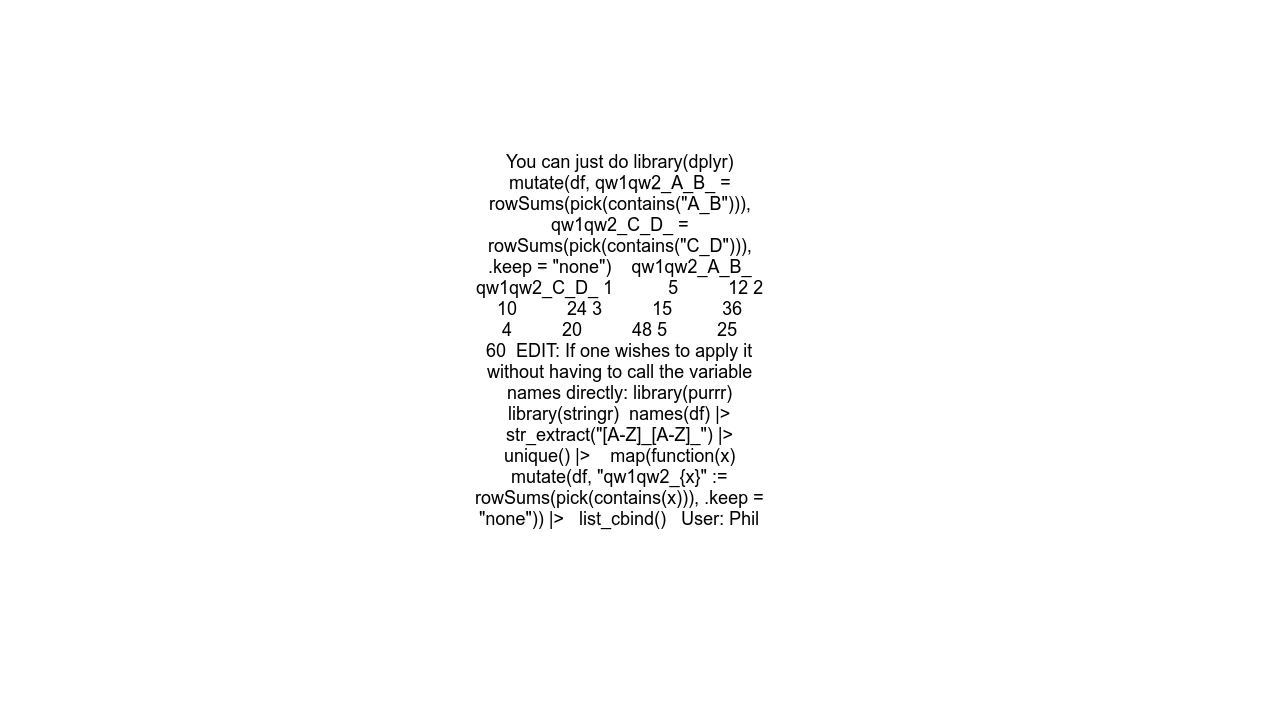 You can just do library(dplyr)
mutate(df, qw1qw2_A_B_ =
rowSums(pick(contains("A_B"))),
qw1qw2_C_D_ =
rowSums(pick(contains("C_D"))),
.keep = "none")    qw1qw2_A_B_
qw1qw2_C_D_ 1           5          12 2
10          24 3          15          36
4          20          48 5          25
60  EDIT: If one wishes to apply it
without having to call the variable
names directly: library(purrr)
library(stringr)  names(df) |>
str_extract("[A-Z]_[A-Z]_") |>
unique() |>    map(function(x)
mutate(df, "qw1qw2_{x}" :=
rowSums(pick(contains(x))), .keep =
"none")) |>   list_cbind()   User: Phil